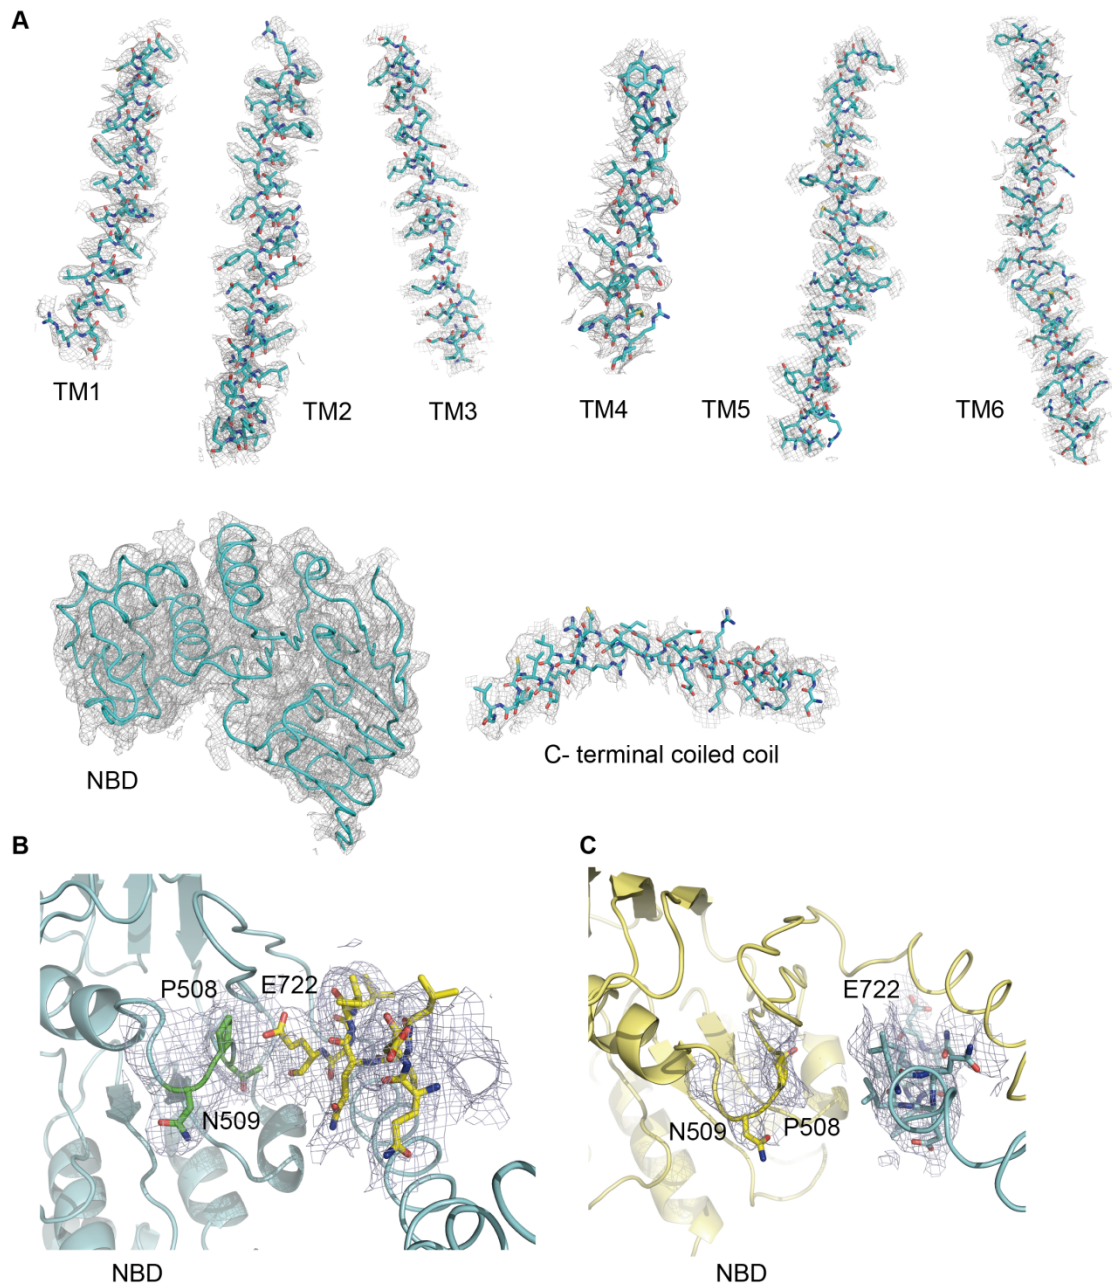 A
TM1
TM2
TM3
TM4
TM5
TM6
NBD
C- terminal coiled coil
B
C
P508
E722
N509
NBD
E722
N509
P508
NBD